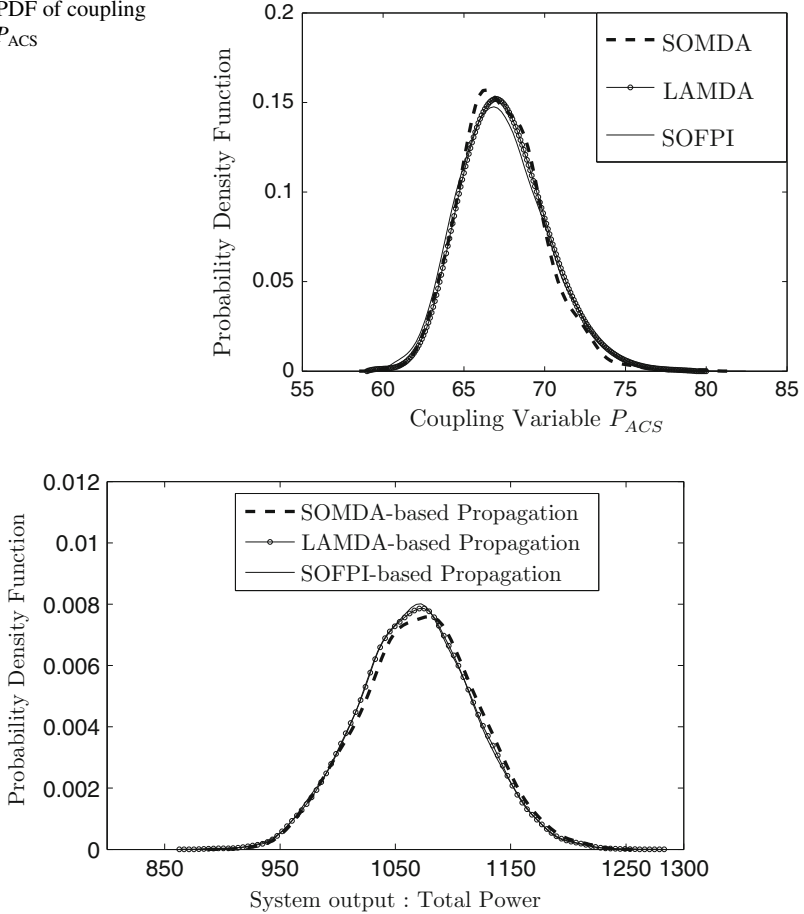 PDF of coupling
P_ACS
0.2
0.15
0.1
0.05
0
Probability Density Function
SOMDA
LAMDA
SOFPI
55 60 65 70 75 80 85
Coupling Variable P_ACS
0.012
0.01
0.008
0.006
0.004
0.002
0
Probability Density Function
SOMDA-based Propagation
LAMDA-based Propagation
SOFPI-based Propagation
850 950 1050 1150 1250 1300
System output : Total Power